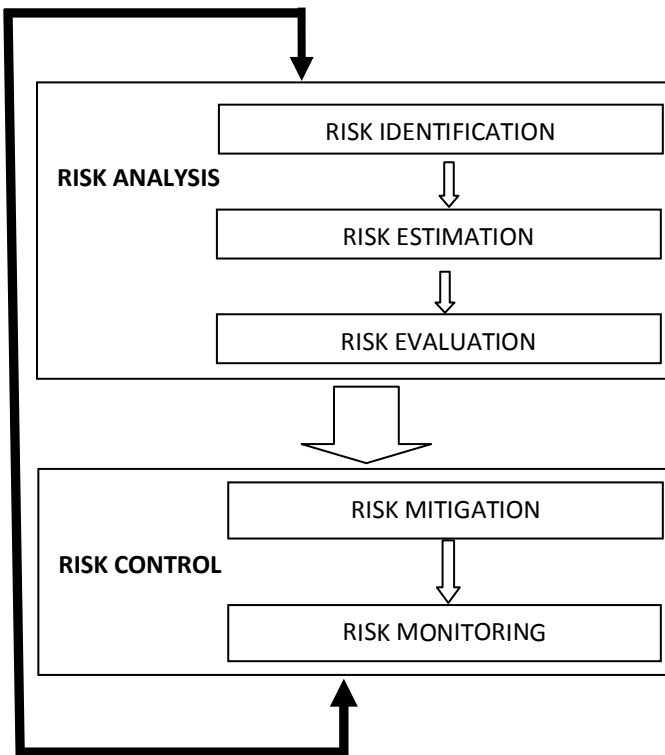 RISK IDENTIFICATION
RISK ANALYSIS
RISK ESTIMATION
RISK EVALUATION
RISK MITIGATION
RISK CONTROL
RISK MONITORING